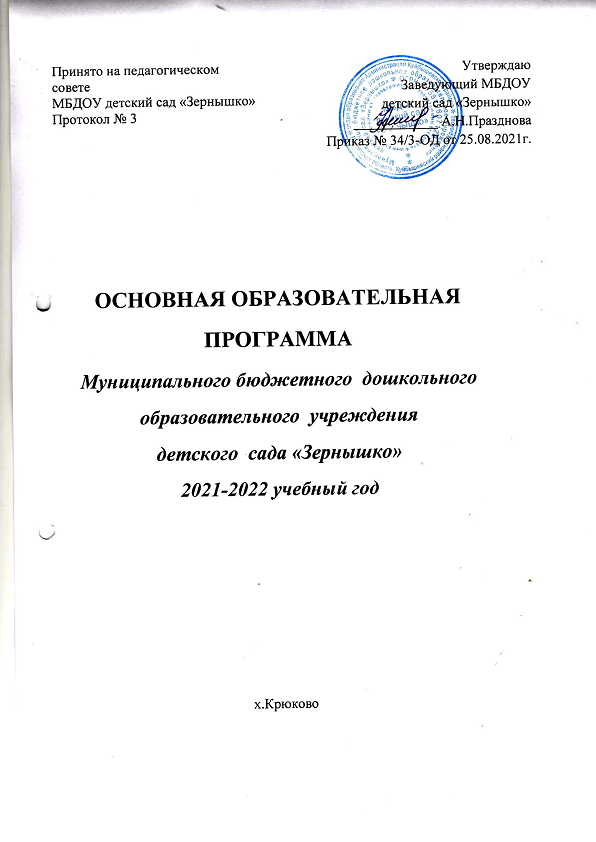 Принято на педагогическом
совете
МБДОУ детский сад «Зернышко»
Протокол № 3
Утверждаю
Заведующий МБДОУ
детский сад «Зернышко»
А.Н.Празднова
Приказ № 34/3-ОД от 25.08.2021г.
ОСНОВНАЯ ОБРАЗОВАТЕЛЬНАЯ
ПРОГРАММА
Муниципального бюджетного дошкольного
образовательного учреждения
детского сада «Зернышко»
2021-2022 учебный год
х.Крюково